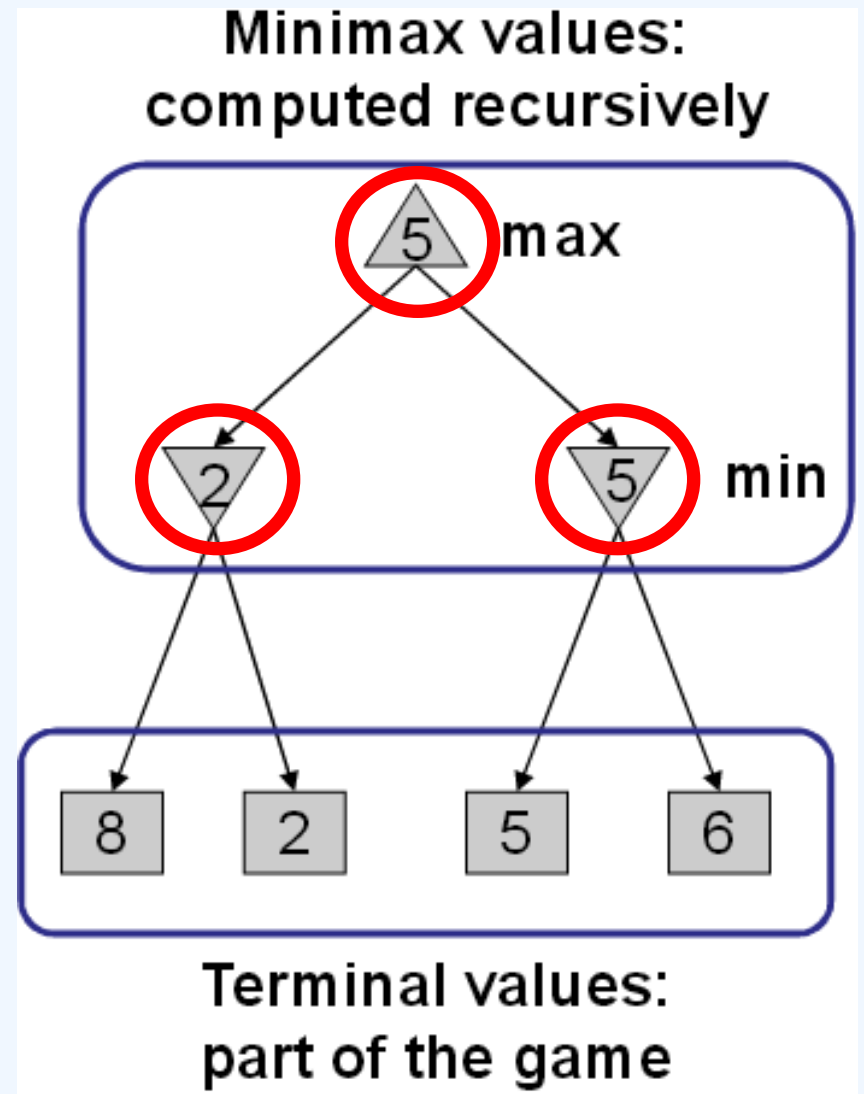 Minimax values:
computed recursively
5 max
2 5 min
8 2 5 6
Terminal values:
part of the game